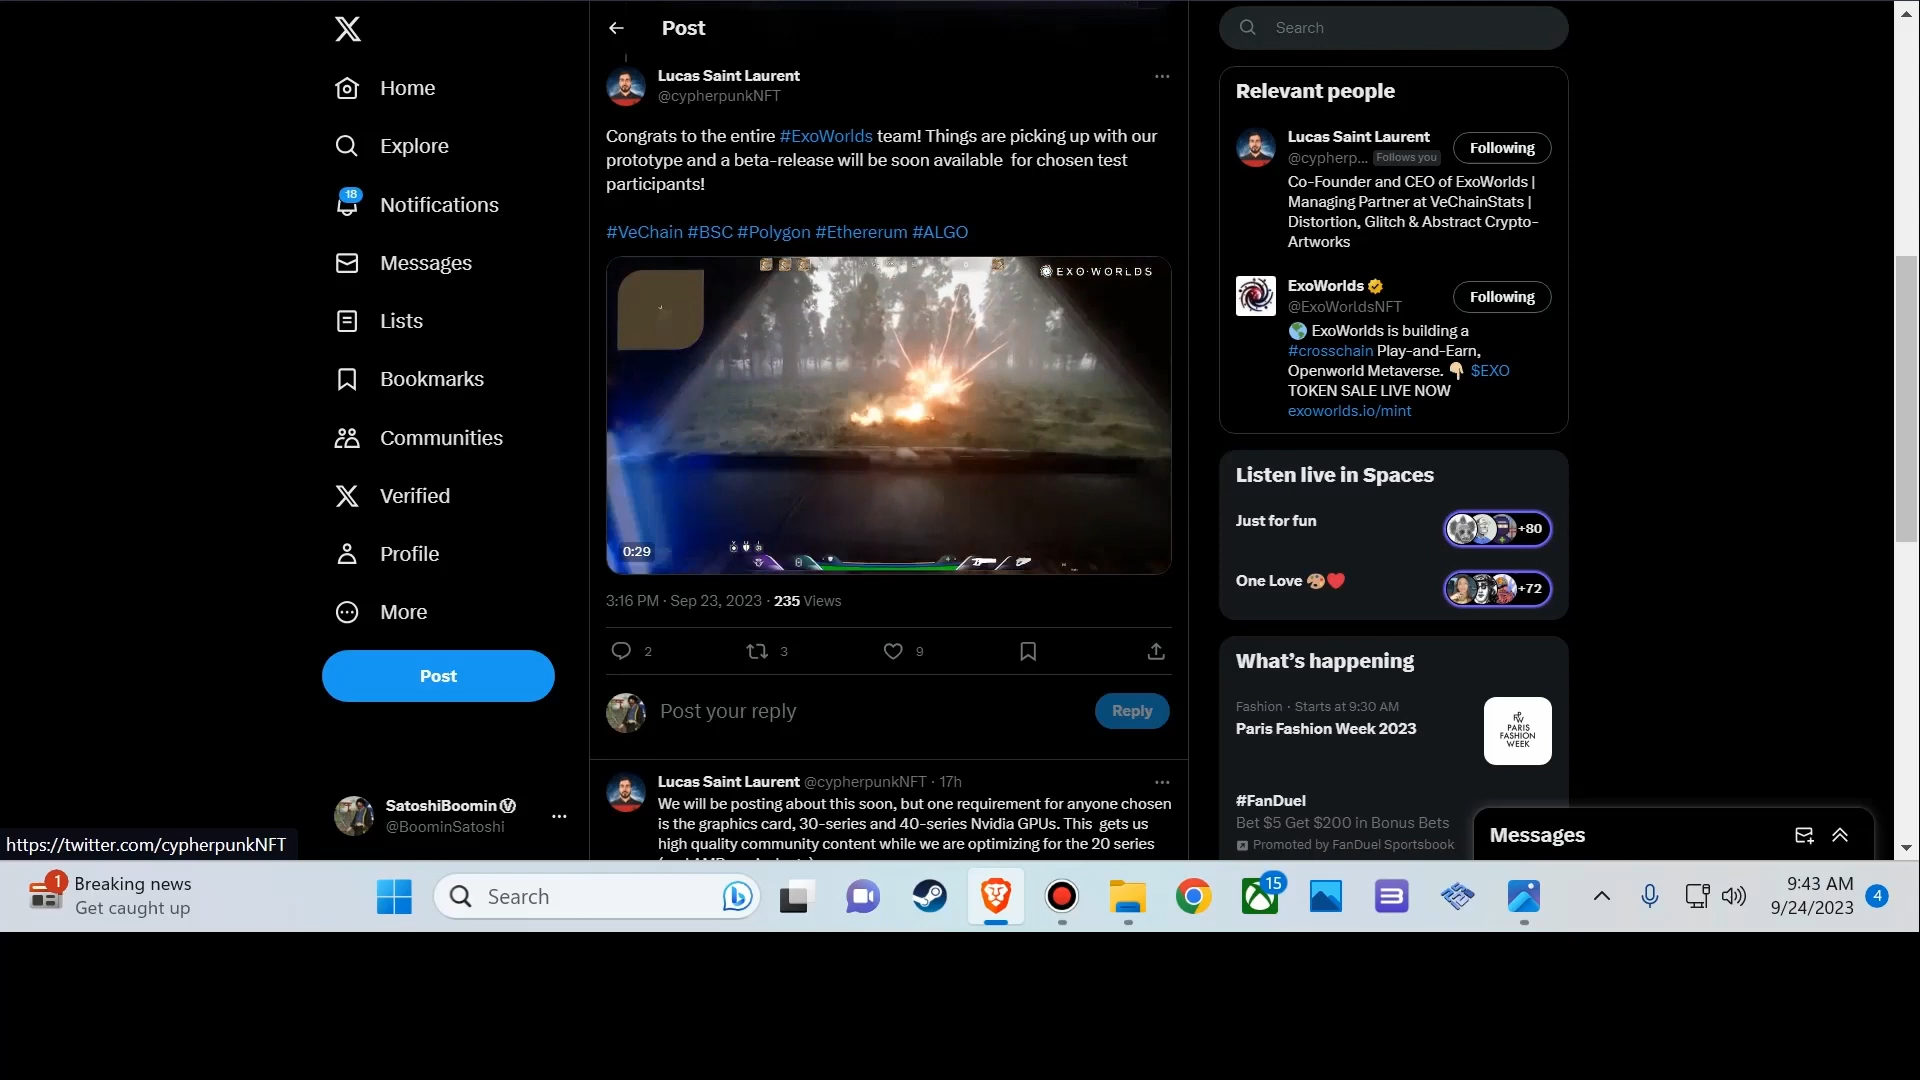 Post
Search
Home
Explore
18
Notifications
Messages
Lists
Bookmarks
Communities
Verified
Profile
More
Post
SatoshiBoomin
@BoominSatoshi
https://twitter.com/cypherpunkNFT
Lucas Saint Laurent
@cypherpunkNFT
Congrats to the entire #ExoWorlds team! Things are picking up with our
prototype and a beta-release will be soon available  for chosen test
participants!
#VeChain #BSC #Polygon #Ethererum #ALGO
EXO·WORLDS
0:29
3:16 PM · Sep 23, 2023 · 235 Views
2
3
9
Post your reply
Reply
Lucas Saint Laurent @cypherpunkNFT · 17h
We will be posting about this soon, but one requirement for anyone chosen
is the graphics card, 30-series and 40-series Nvidia GPUs. This  gets us
high quality community content while we are optimizing for the 20 series
Relevant people
Lucas Saint Laurent
@cypherp... Follows you
Following
Co-Founder and CEO of ExoWorlds |
Managing Partner at VeChainStats |
Distortion, Glitch & Abstract Crypto-
Artworks
ExoWorlds
@ExoWorldsNFT
Following
🌎 ExoWorlds is building a
#crosschain Play-and-Earn,
Openworld Metaverse. 👇🏼 $EXO
TOKEN SALE LIVE NOW
exoworlds.io/mint
Listen live in Spaces
Just for fun
+80
One Love 🎨❤️
+72
What's happening
Fashion · Starts at 9:30 AM
Paris Fashion Week 2023
PARIS
FASHION
WEEK
#FanDuel
Bet $5 Get $200 in Bonus Bets
Promoted by FanDuel Sportsbook
Messages
1
Breaking news
Get caught up
Search
15
9:43 AM
9/24/2023
4